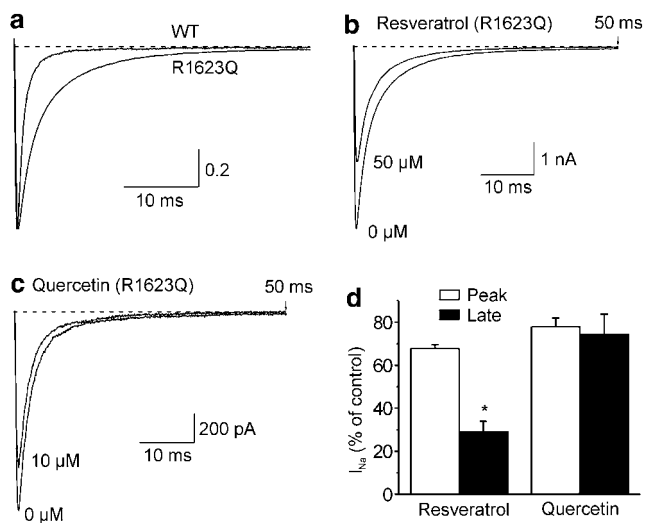 a
WT
R1623Q
0.2
10 ms
b
Resveratrol (R1623Q)
50 ms
50 µM
0 µM
1 nA
10 ms
c
Quercetin (R1623Q)
50 ms
10 µM
0 µM
200 pA
10 ms
d
Peak
Late
I_Na (% of control)
80
60
40
20
0
*
Resveratrol
Quercetin